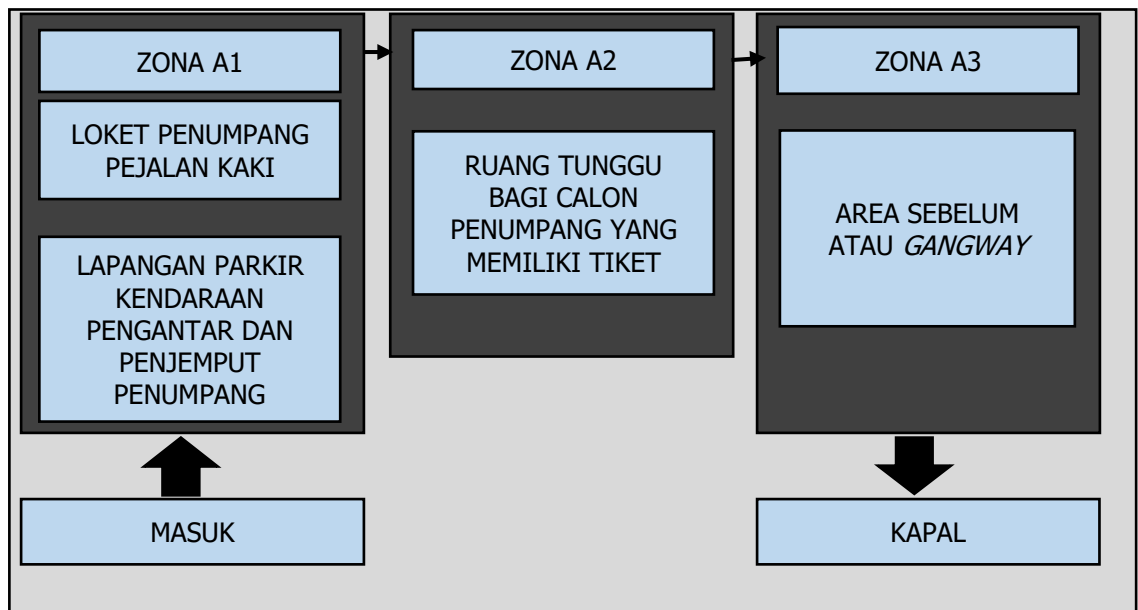 ZONA A1
LOKET PENUMPANG
PEJALAN KAKI
LAPANGAN PARKIR
KENDARAAN
PENGANTAR DAN
PENJEMPUT
PENUMPANG
MASUK
ZONA A2
RUANG TUNGGU
BAGI CALON
PENUMPANG YANG
MEMILIKI TIKET
ZONA A3
AREA SEBELUM
ATAU GANGWAY
KAPAL